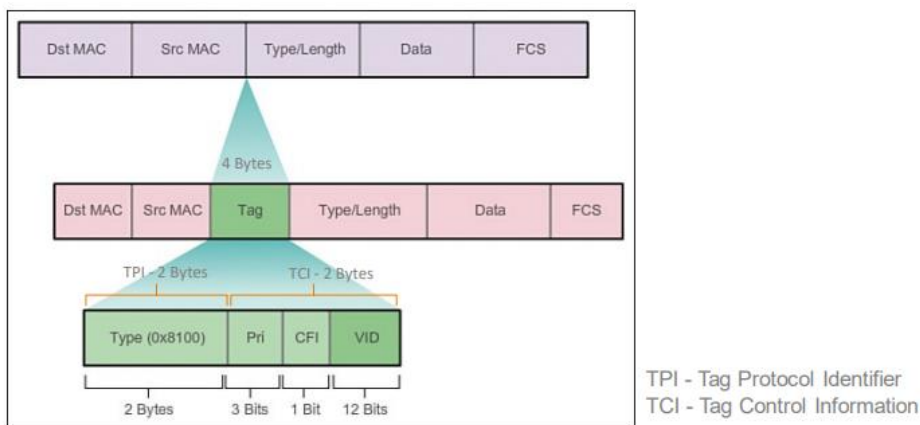 Dst MAC Src MAC Type/Length Data FCS
4 Bytes
Dst MAC Src MAC Tag Type/Length Data FCS
TPI - 2 Bytes TCI - 2 Bytes
Type (0x8100) Pri CFI VID
2 Bytes 3 Bits 1 Bit 12 Bits
TPI - Tag Protocol Identifier
TCI - Tag Control Information